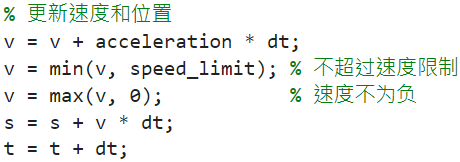 % 更新速度和位置
v = v + acceleration * dt;
v = min(v, speed_limit); % 不超过速度限制
v = max(v, 0);           % 速度不为负
s = s + v * dt;
t = t + dt;